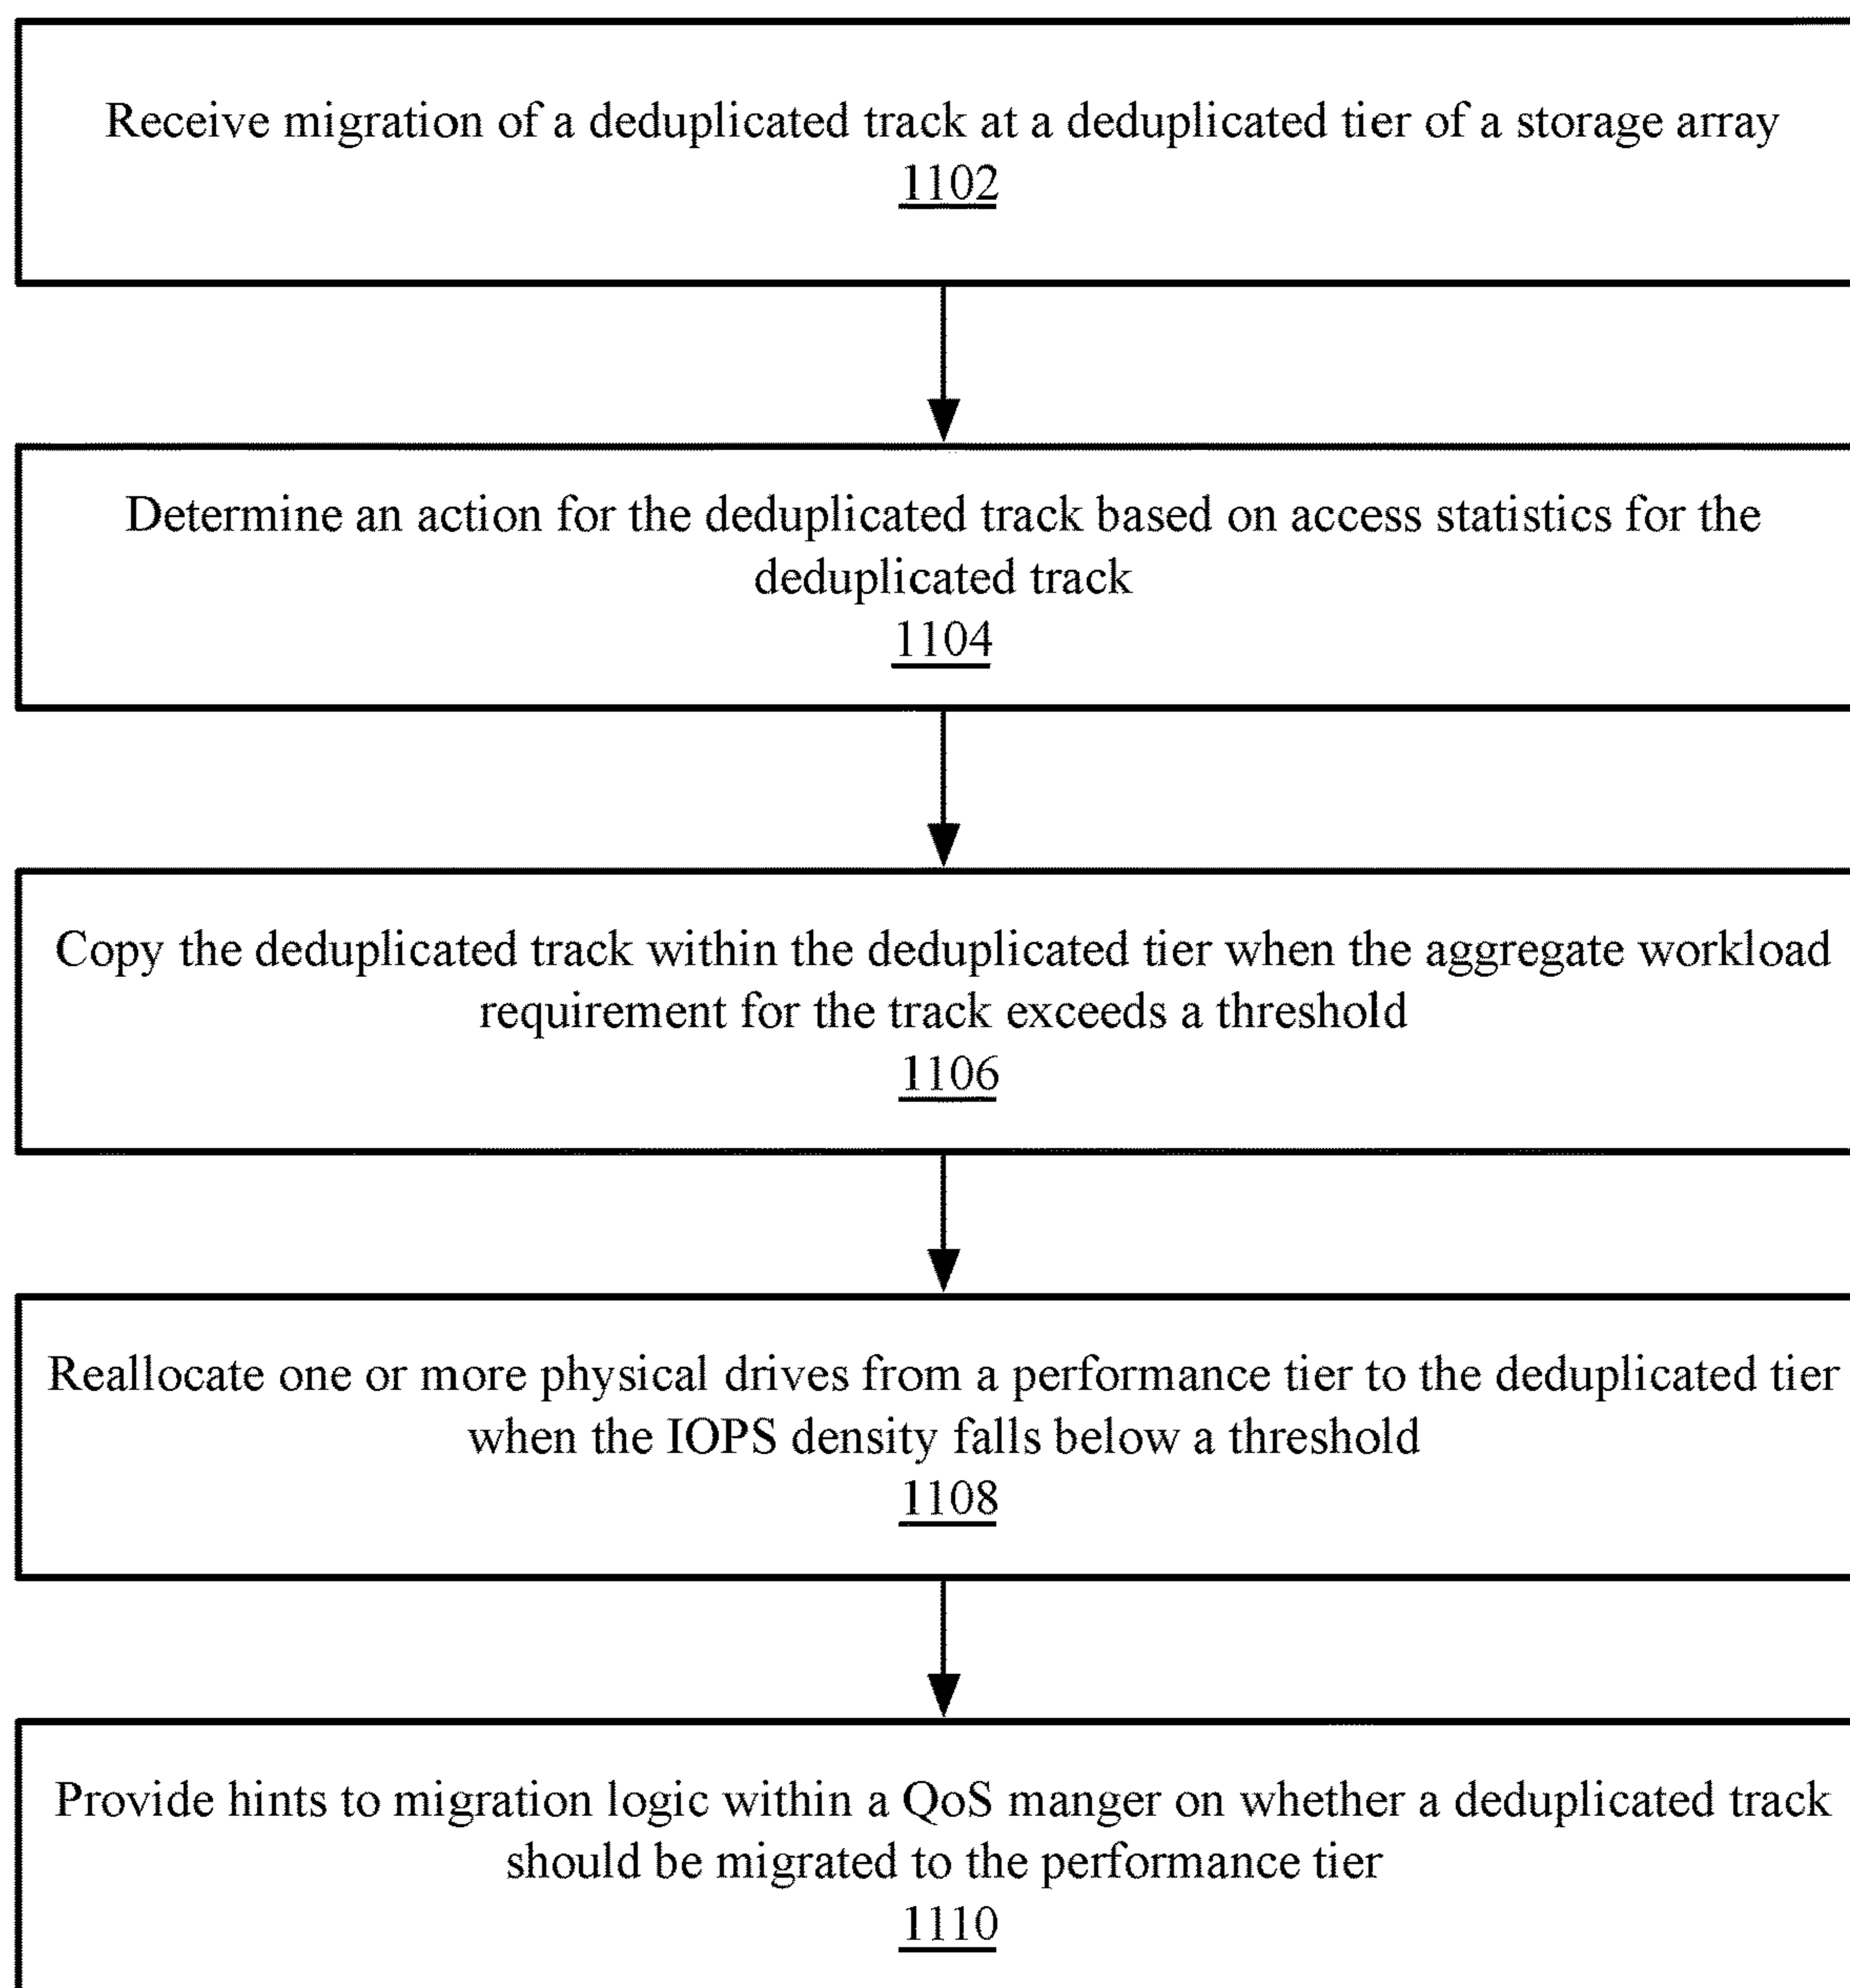 Receive migration of a deduplicated track at a deduplicated tier of a storage array
1102
Determine an action for the deduplicated track based on access statistics for the
deduplicated track
1104
Copy the deduplicated track within the deduplicated tier when the aggregate workload
requirement for the track exceeds a threshold
1106
Reallocate one or more physical drives from a performance tier to the deduplicated tier
when the IOPS density falls below a threshold
1108
Provide hints to migration logic within a QoS manger on whether a deduplicated track
should be migrated to the performance tier
1110